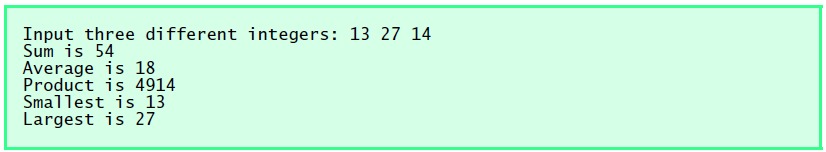 Input three different integers: 13 27 14
Sum is 54
Average is 18
Product is 4914
Smallest is 13
Largest is 27